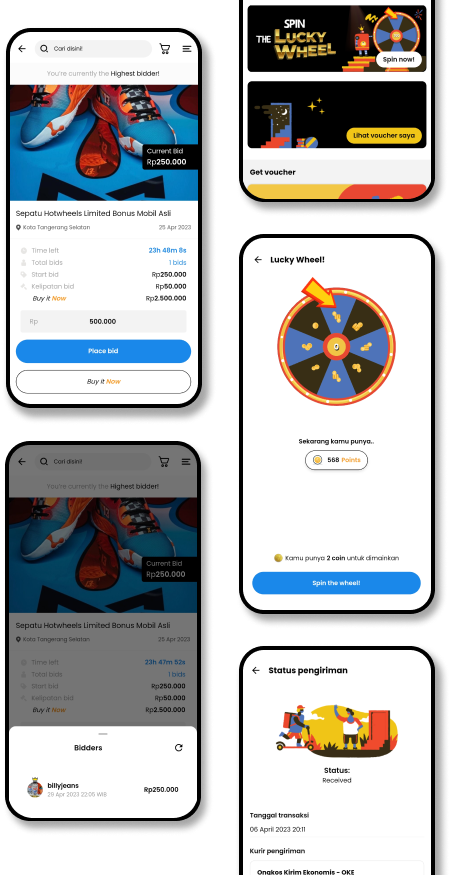 Cari disini!
You're currently the Highest bidder!
Current Bid
Rp250.000
Sepatu Hotwheels Limited Bonus Mobil Asli
Kota Tangerang Selatan 25 Apr 2023
Time left 23h 48m 8s
Total bids 1 bids
Start bid Rp250.000
Kelipatan bid Rp50.000
Buy it Now Rp2.500.000
Rp 500.000
Place bid
Buy it Now
Cari disini!
You're currently the Highest bidder!
Current Bid
Rp250.000
Sepatu Hotwheels Limited Bonus Mobil Asli
Kota Tangerang Selatan 25 Apr 2023
Time left 23h 47m 52s
Total bids 1 bids
Start bid Rp250.000
Kelipatan bid Rp50.000
Buy it Now Rp2.500.000
Bidders
billyjeans
25 Apr 2023 22:05 WIB
Rp250.000
SPIN
THE LUCKY
WHEEL
Spin now!
Lihat voucher saya
Get voucher
Lucky Wheel!
Sekarang kamu punya..
568 Points
Kamu punya 2 coin untuk dimainkan
Spin the wheel!
Status pengiriman
Status:
Received
Tanggal transaksi
06 April 2023 20:11
Kurir pengiriman
Ongkos Kirim Ekonomis - OKE